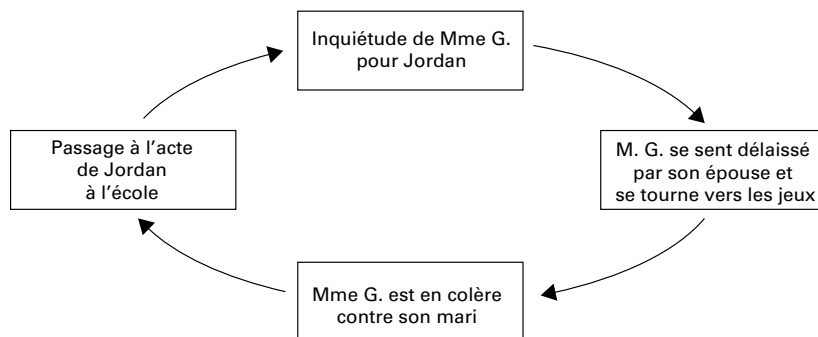 Inquiétude de Mme G.
pour Jordan
Passage à l’acte
de Jordan
à l’école
M. G. se sent délaissé
par son épouse et
se tourne vers les jeux
Mme G. est en colère
contre son mari